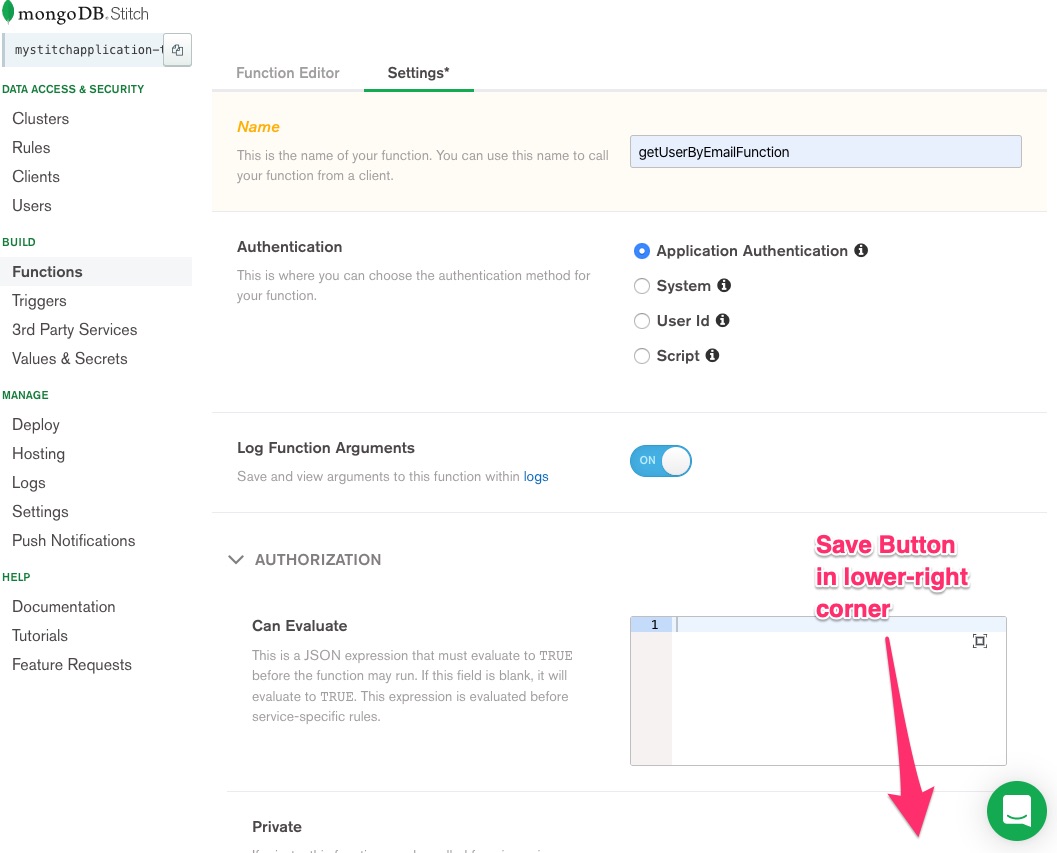 mongoDB. Stitch
mystitchapplication-t
DATA ACCESS & SECURITY
Clusters
Rules
Clients
Users
BUILD
Functions
Triggers
3rd Party Services
Values & Secrets
MANAGE
Deploy
Hosting
Logs
Settings
Push Notifications
HELP
Documentation
Tutorials
Feature Requests
Function Editor
Settings*
Name
This is the name of your function. You can use this name to call
your function from a client.
getUserByEmailFunction
Authentication
This is where you can choose the authentication method for
your function.
Application Authentication
System
User Id
Script
Log Function Arguments
Save and view arguments to this function within logs
ON
AUTHORIZATION
Save Button
in lower-right
corner
Can Evaluate
This is a JSON expression that must evaluate to TRUE
before the function may run. If this field is blank, it will
evaluate to TRUE. This expression is evaluated before
service-specific rules.
1
Private